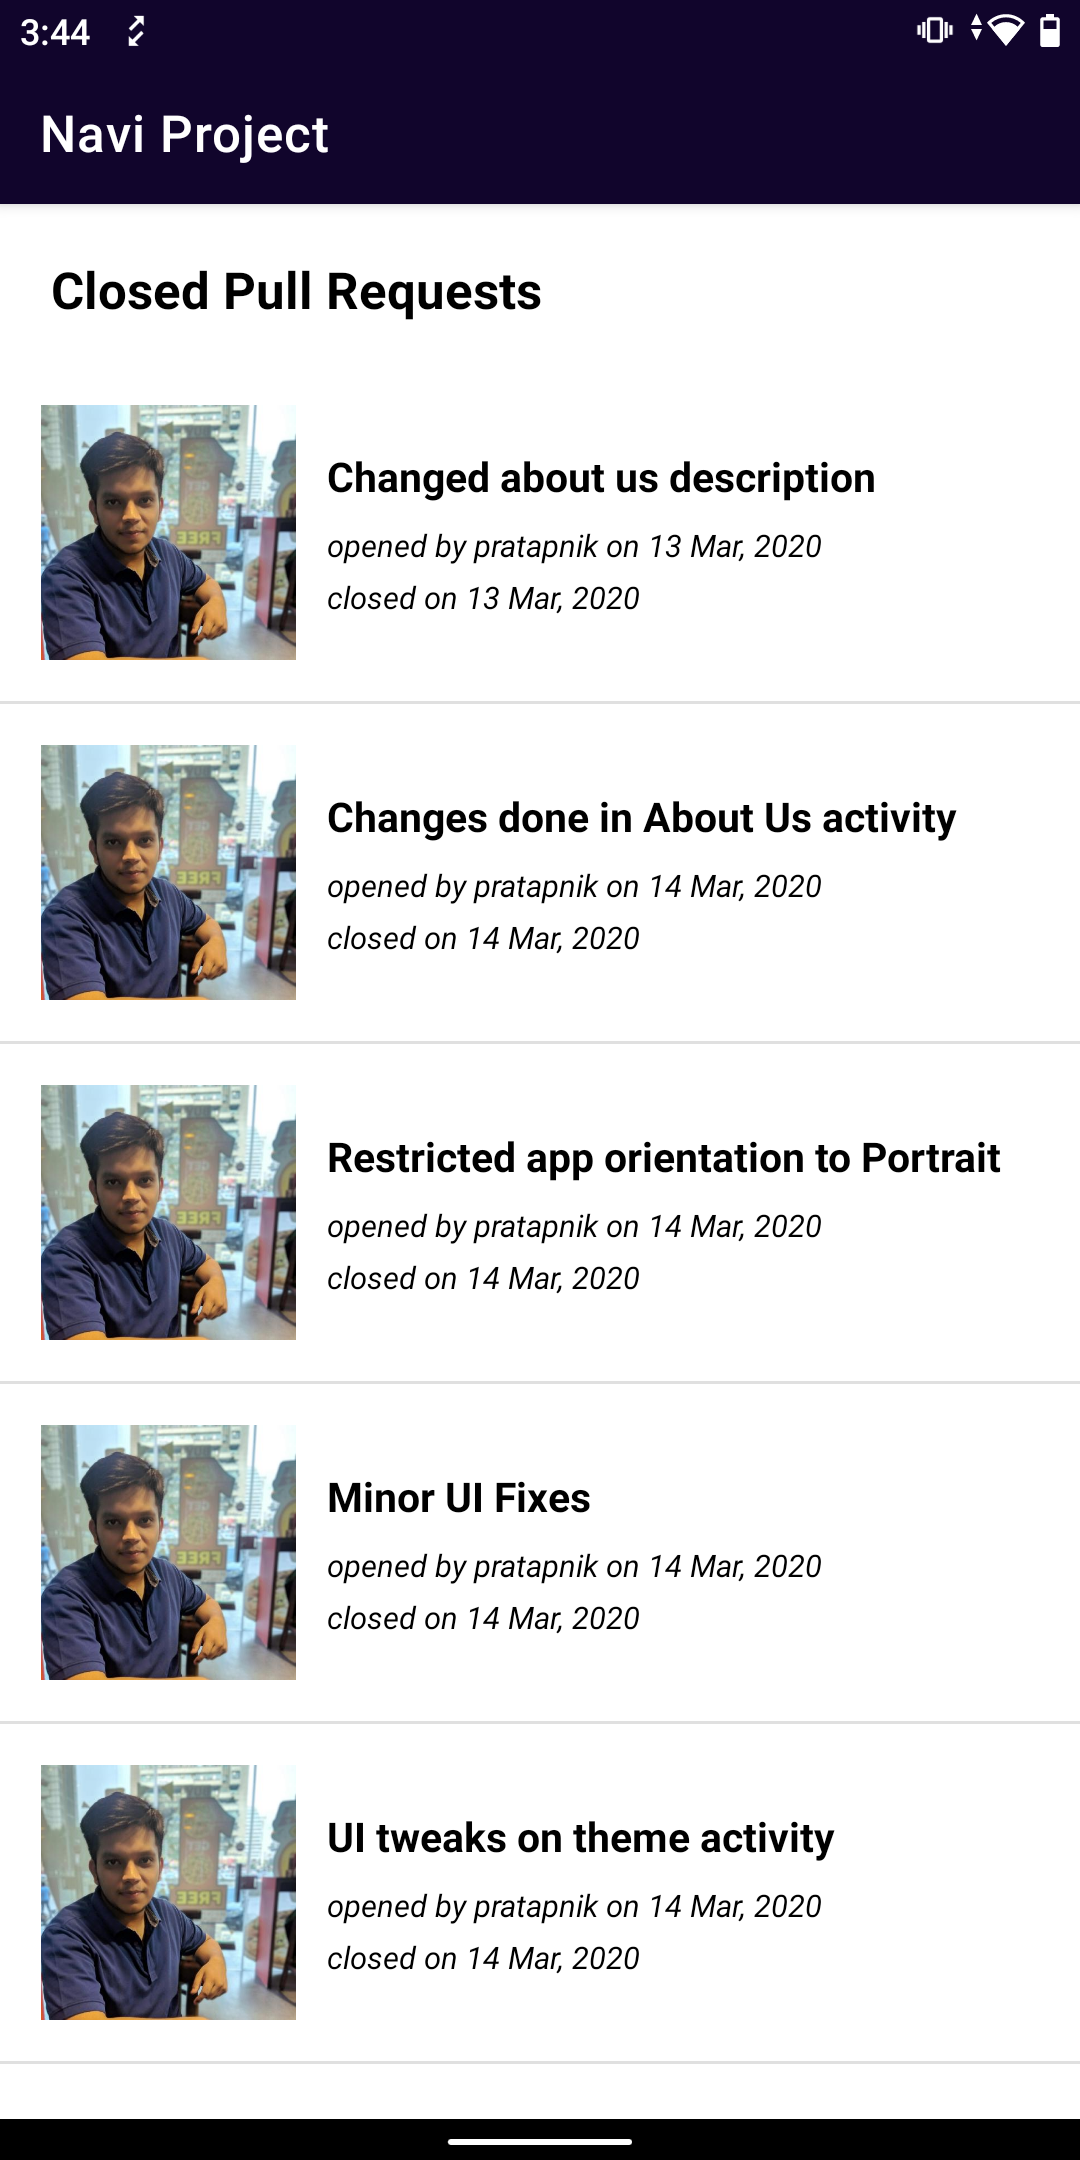 3:44
Navi Project
Closed Pull Requests
Changed about us description
opened by pratapnik on 13 Mar, 2020
closed on 13 Mar, 2020
Changes done in About Us activity
opened by pratapnik on 14 Mar, 2020
closed on 14 Mar, 2020
Restricted app orientation to Portrait
opened by pratapnik on 14 Mar, 2020
closed on 14 Mar, 2020
Minor UI Fixes
opened by pratapnik on 14 Mar, 2020
closed on 14 Mar, 2020
UI tweaks on theme activity
opened by pratapnik on 14 Mar, 2020
closed on 14 Mar, 2020